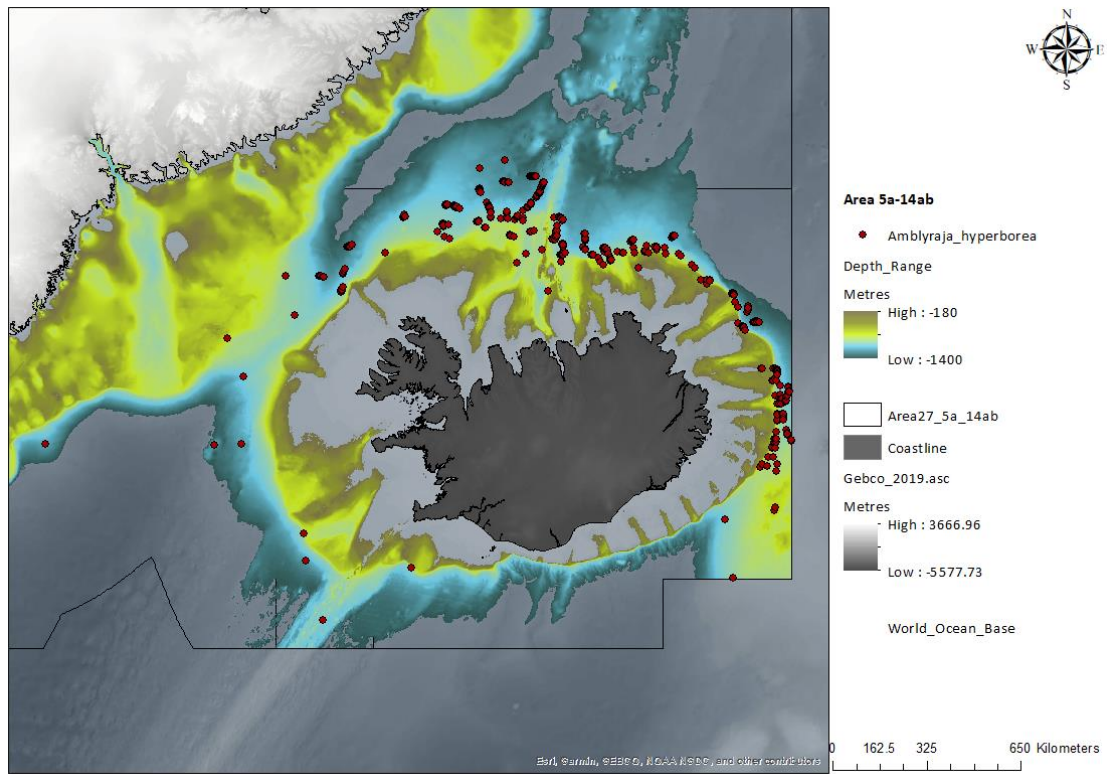 N
W E
S
Area 5a-14ab
Amblyraja_hyperborea
Depth_Range
Metres
High : -180
Low : -1400
Area27_5a_14ab
Coastline
Gebco_2019.asc
Metres
High : 3666.96
Low : -5577.73
World_Ocean_Base
0 162.5 325 650 Kilometers
Esri, Garmin, GEBCO, NOAA NGDC, and other contributors